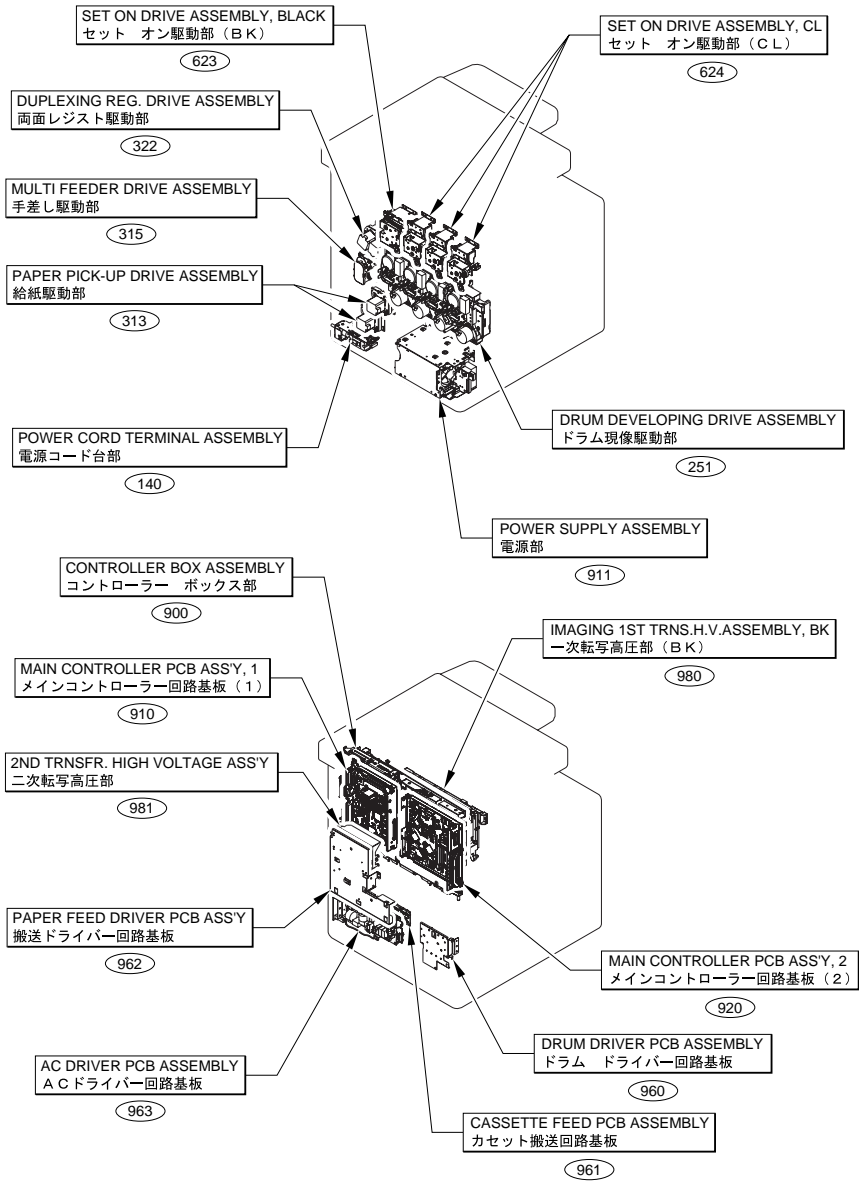 SET ON DRIVE ASSEMBLY, BLACK
セット　オン駆動部（ＢＫ）
623
SET ON DRIVE ASSEMBLY, CL
セット　オン駆動部（ＣＬ）
624
DUPLEXING REG. DRIVE ASSEMBLY
両面レジスト駆動部
322
MULTI FEEDER DRIVE ASSEMBLY
手差し駆動部
315
PAPER PICK-UP DRIVE ASSEMBLY
給紙駆動部
313
POWER CORD TERMINAL ASSEMBLY
電源コード台部
140
DRUM DEVELOPING DRIVE ASSEMBLY
ドラム現像駆動部
251
POWER SUPPLY ASSEMBLY
電源部
911
CONTROLLER BOX ASSEMBLY
コントローラー　ボックス部
900
IMAGING 1ST TRNS.H.V.ASSEMBLY, BK
一次転写高圧部（ＢＫ）
980
MAIN CONTROLLER PCB ASS'Y, 1
メインコントローラー回路基板（１）
910
2ND TRNSFR. HIGH VOLTAGE ASS'Y
二次転写高圧部
981
PAPER FEED DRIVER PCB ASS'Y
搬送ドライバー回路基板
962
MAIN CONTROLLER PCB ASS'Y, 2
メインコントローラー回路基板（２）
920
DRUM DRIVER PCB ASSEMBLY
ドラム　ドライバー回路基板
960
AC DRIVER PCB ASSEMBLY
ＡＣドライバー回路基板
963
CASSETTE FEED PCB ASSEMBLY
カセット搬送回路基板
961